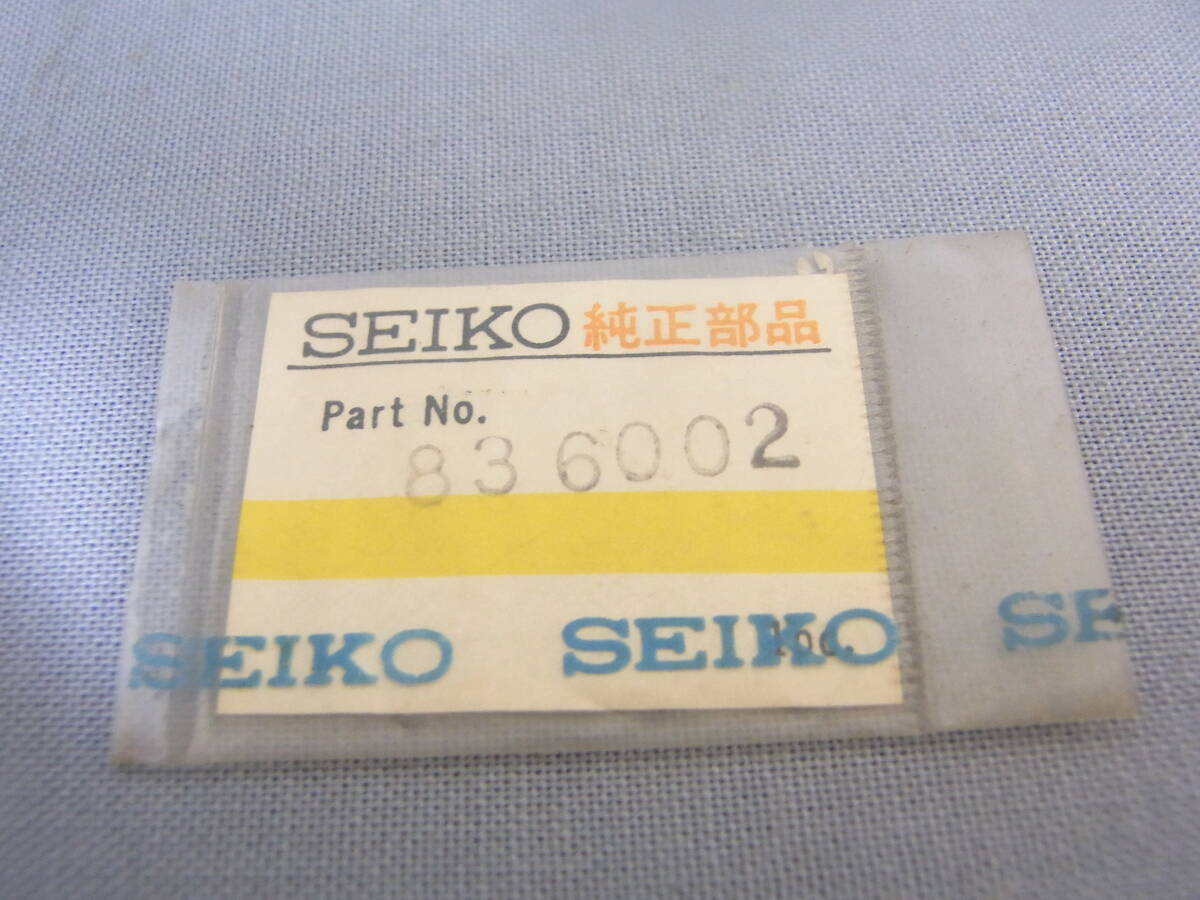 SEIKO 純正部品
Part No.
836002
SEIKO SEIKO SE